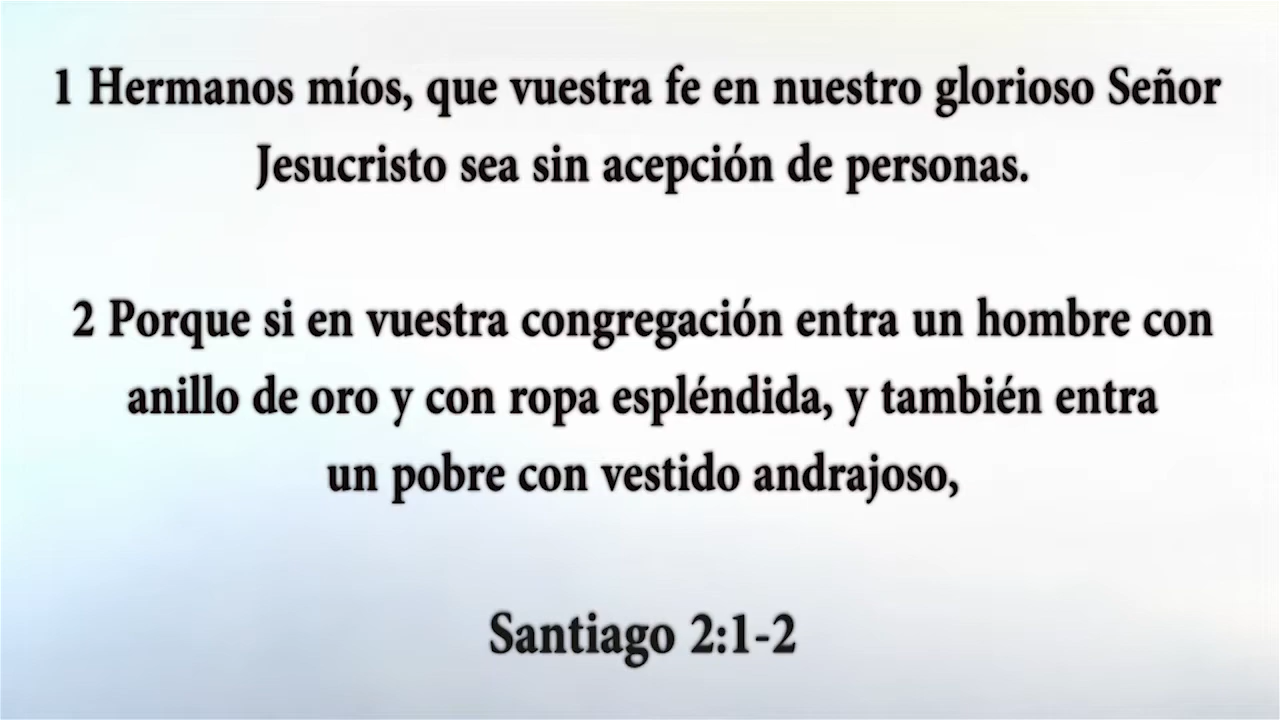 1 Hermanos míos, que vuestra fe en nuestro glorioso Señor
Jesucristo sea sin acepción de personas.
2 Porque si en vuestra congregación entra un hombre con
anillo de oro y con ropa espléndida, y también entra
un pobre con vestido andrajoso,
Santiago 2:1-2